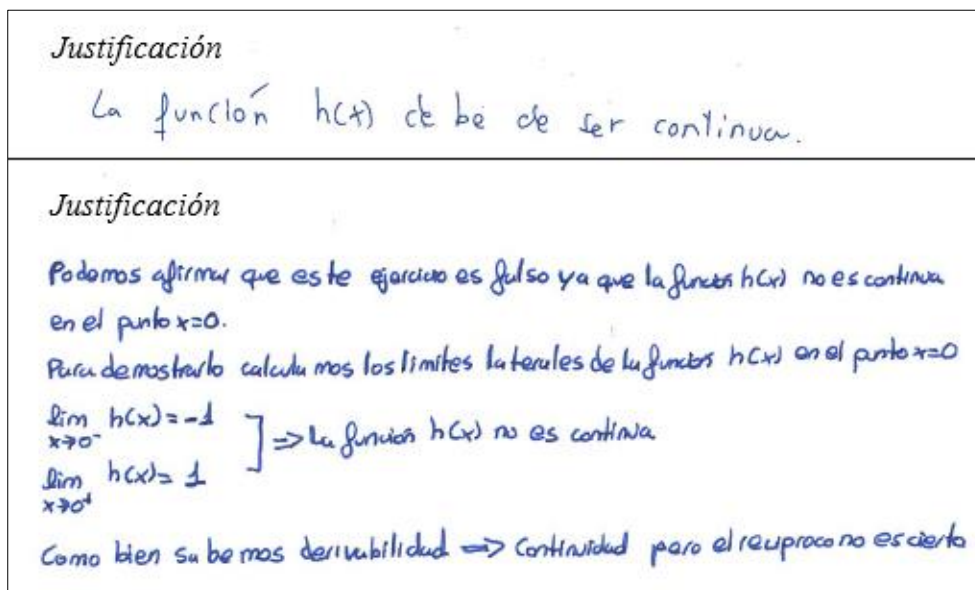 Justificación
La función h(x) debe de ser continua.
Justificación
Podemos afirmar que este ejercicio es falso ya que la función h(x) no es continua
en el punto x=0.
Para demostrarlo calculamos los limites laterales de la función h(x) en el punto x=0
lim x→0⁻ h(x) = -1
⇒ La función h(x) no es continua
lim x→0⁺ h(x) = 1
Como bien sabemos derivabilidad ⇒ Continuidad pero el reciproco no es cierto